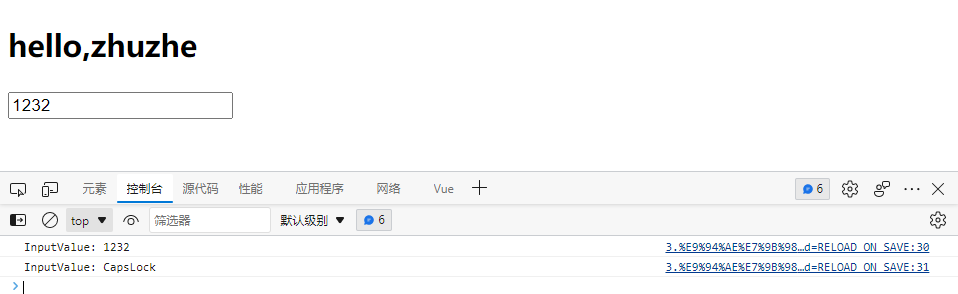 hello,zhuzhe
1232
元素 控制台 源代码 性能 应用程序 网络 Vue 6
top 筛选器 默认级别 6
InputValue: 1232 3.%E9%94%AE%E7%9B%98…d=RELOAD_ON_SAVE:30
InputValue: CapsLock 3.%E9%94%AE%E7%9B%98…d=RELOAD_ON_SAVE:31